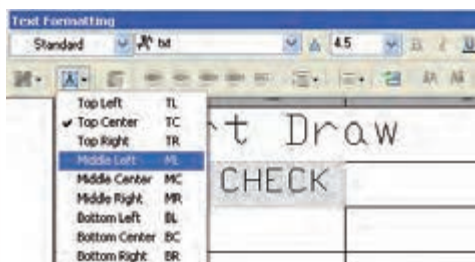 Text Formatting
Standard txt 4.5
Top Left TL
Top Center TC
Top Right TR
Middle Left ML
Middle Center MC
Middle Right MR
Bottom Left BL
Bottom Center BC
Bottom Right BR
t Draw
CHECK